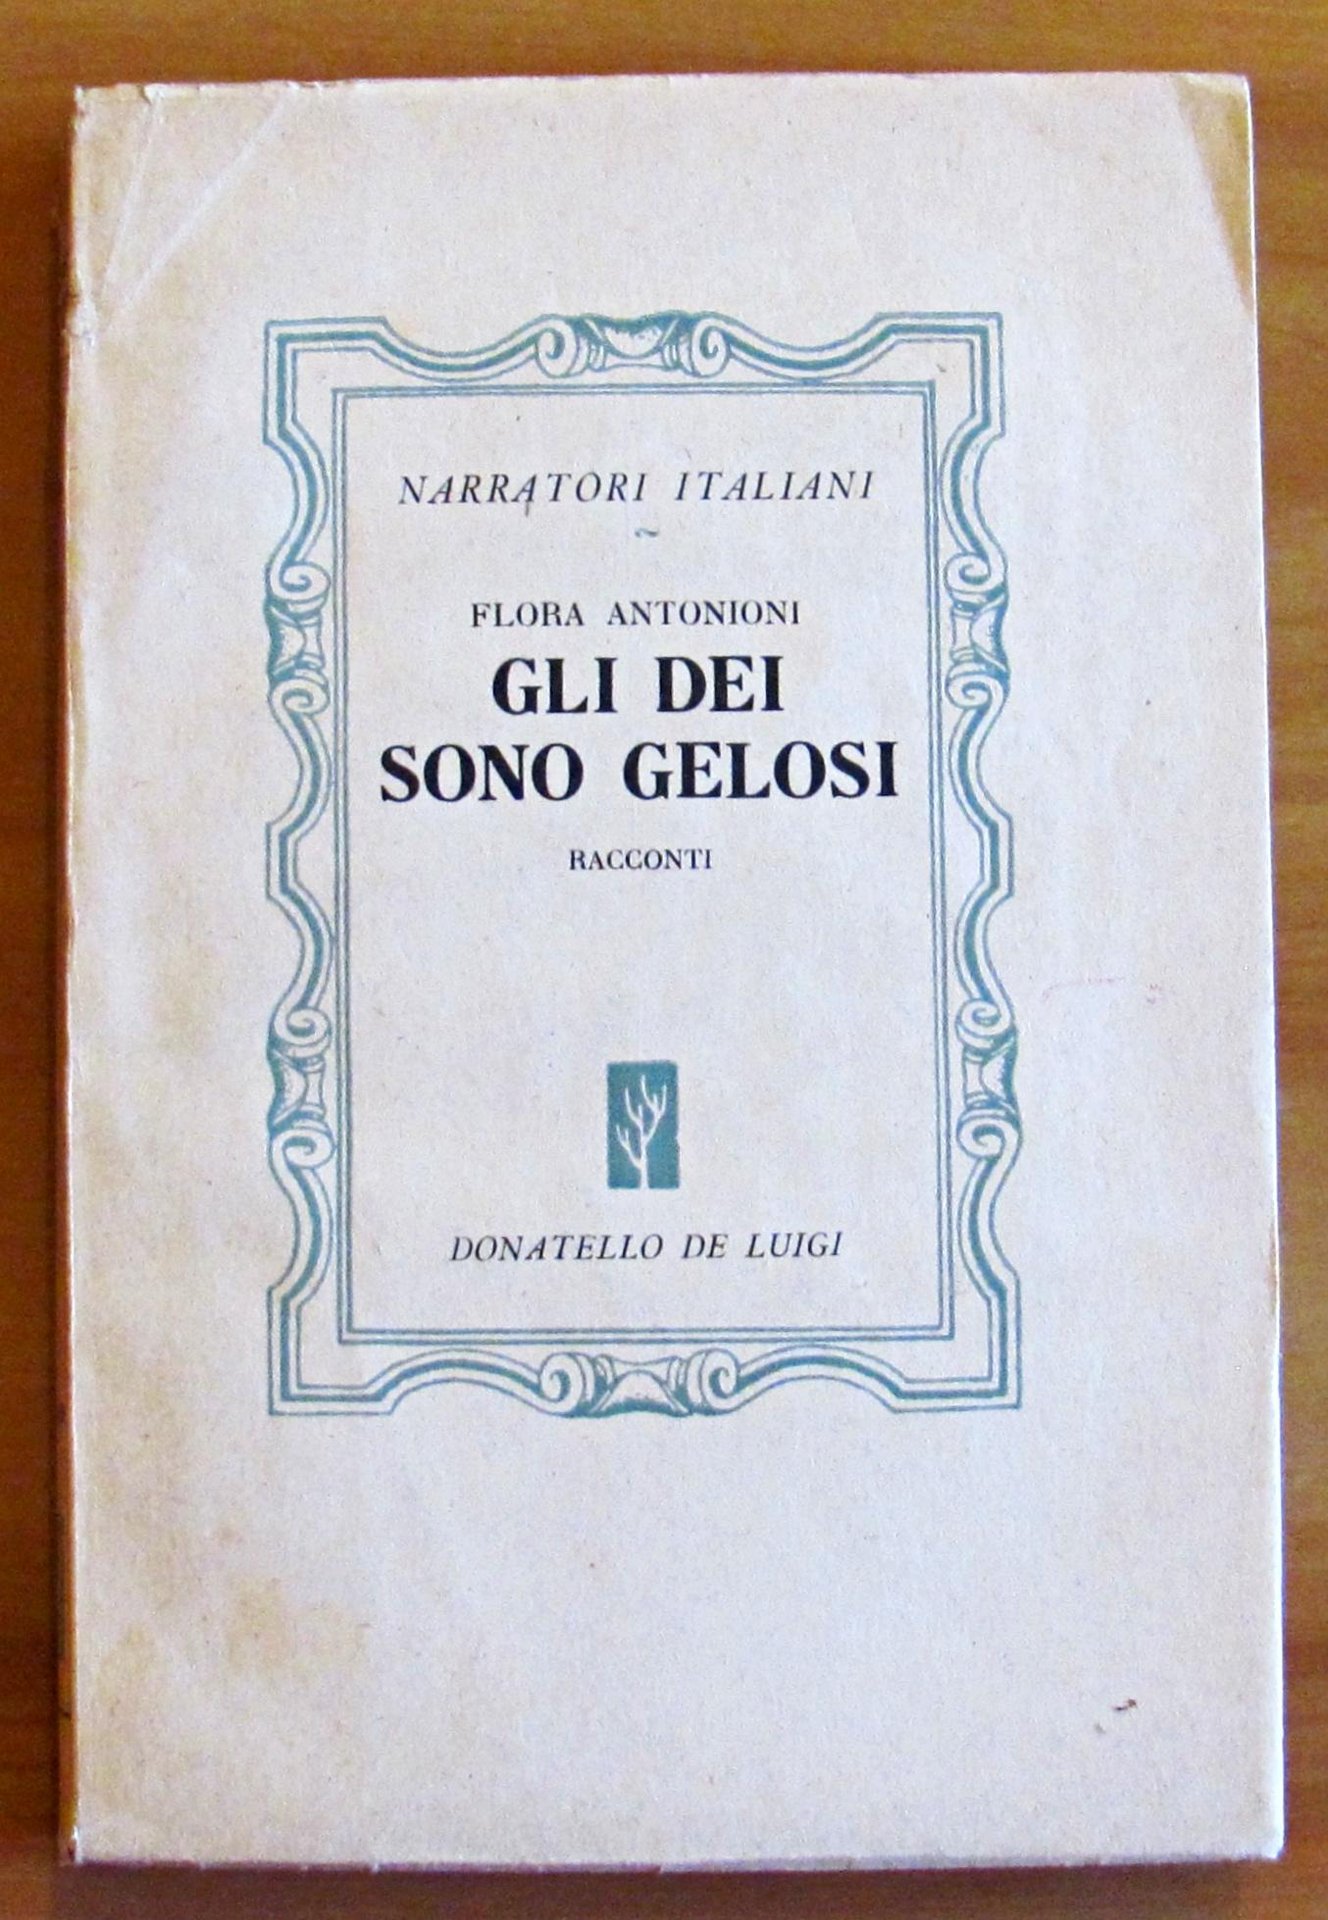 NARRATORI ITALIANI
~
FLORA ANTONIONI
GLI DEI
SONO GELOSI
RACCONTI
DONATELLO DE LUIGI